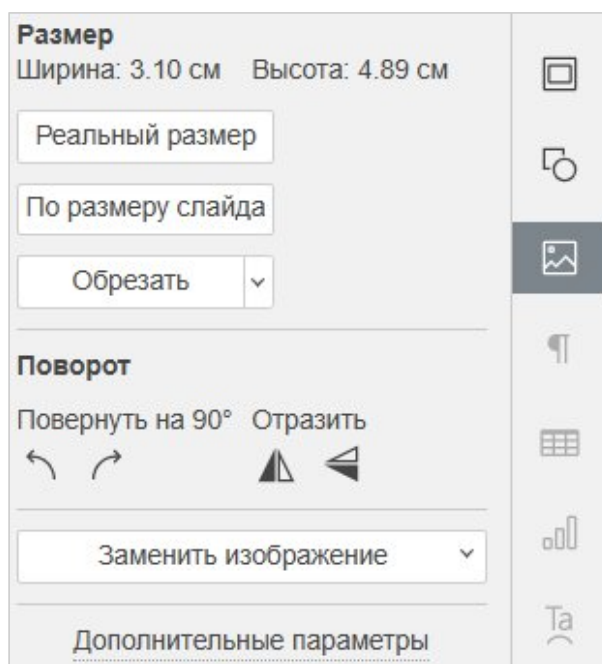 Размер
Ширина: 3.10 см Высота: 4.89 см
Реальный размер
По размеру слайда
Обрезать
Поворот
Повернуть на 90° Отразить
Заменить изображение
Дополнительные параметры
¶
Ta